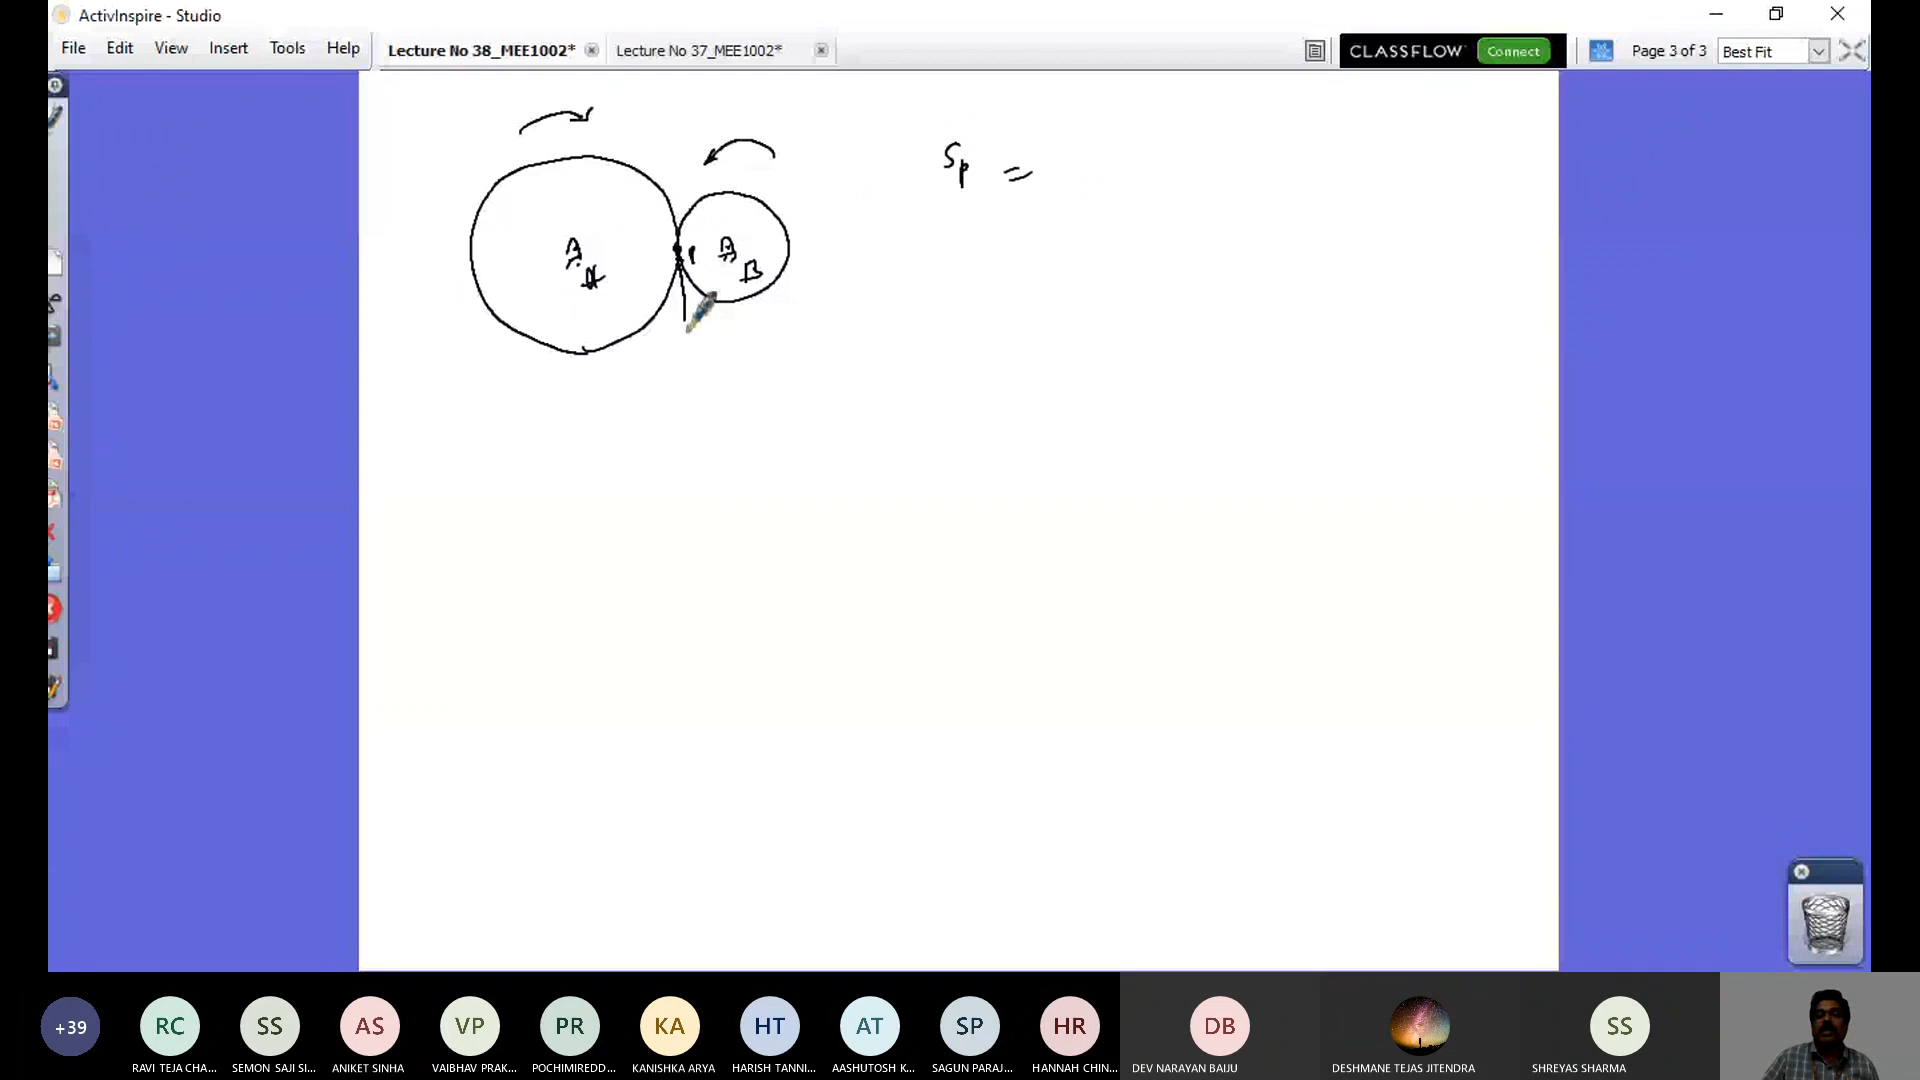 ActivInspire - Studio
File Edit View Insert Tools Help
Lecture No 38_MEE1002* Lecture No 37_MEE1002*
CLASSFLOW Connect
Page 3 of 3 Best Fit
Sp =
A
P
B
+39 RC SS AS VP PR KA HT AT SP HR DB SS
RAVI TEJA CHA... SEMON SAJI SI... ANIKET SINHA VAIBHAV PRAK... POCHIMIREDD... KANISHKA ARYA HARISH TANNI... AASHUTOSH K... SAGUN PARAJ... HANNAH CHIN... DEV NARAYAN BAIJU DESHMANE TEJAS JITENDRA SHREYAS SHARMA